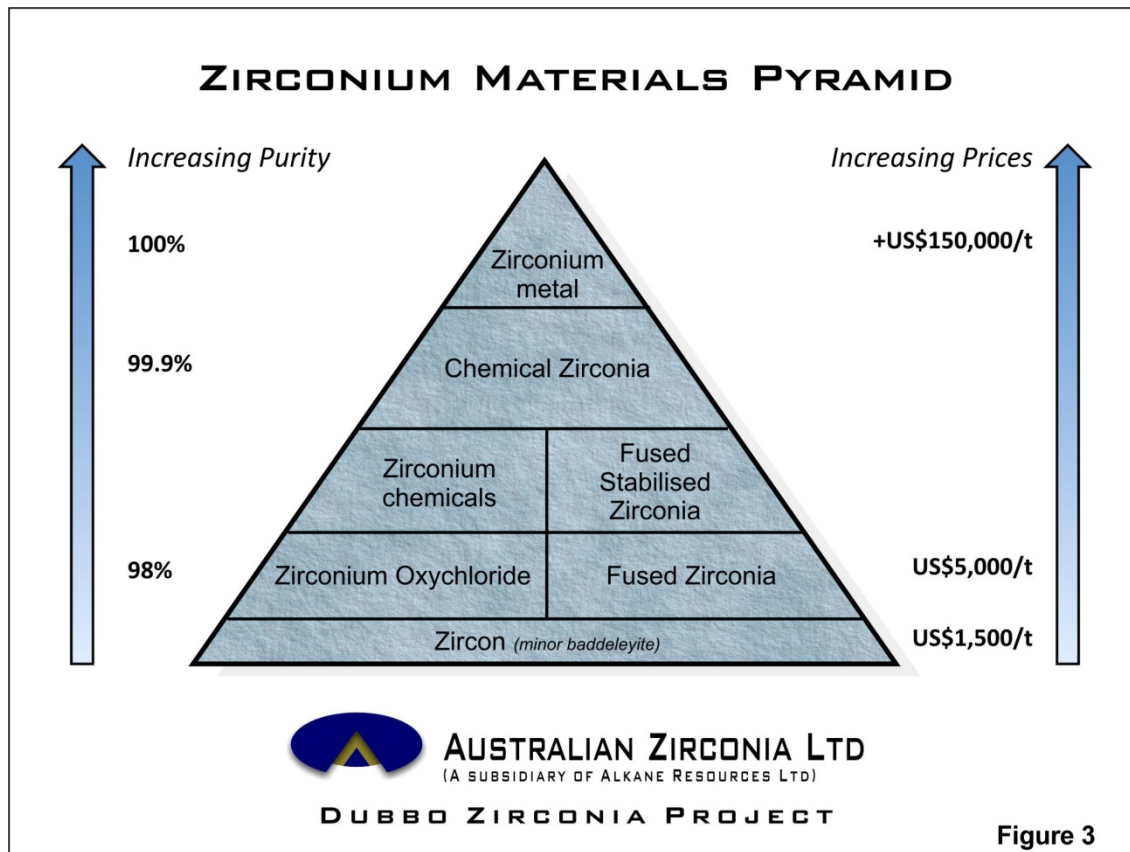 ZIRCONIUM MATERIALS PYRAMID
Increasing Purity
Increasing Prices
100%
+US$150,000/t
Zirconium
metal
99.9%
Chemical Zirconia
Zirconium
chemicals
Fused
Stabilised
Zirconia
98%
Zirconium Oxychloride
Fused Zirconia
US$5,000/t
Zircon (minor baddeleyite)
US$1,500/t
AUSTRALIAN ZIRCONIA LTD
(A SUBSIDIARY OF ALKANE RESOURCES LTD)
DUBBO ZIRCONIA PROJECT
Figure 3